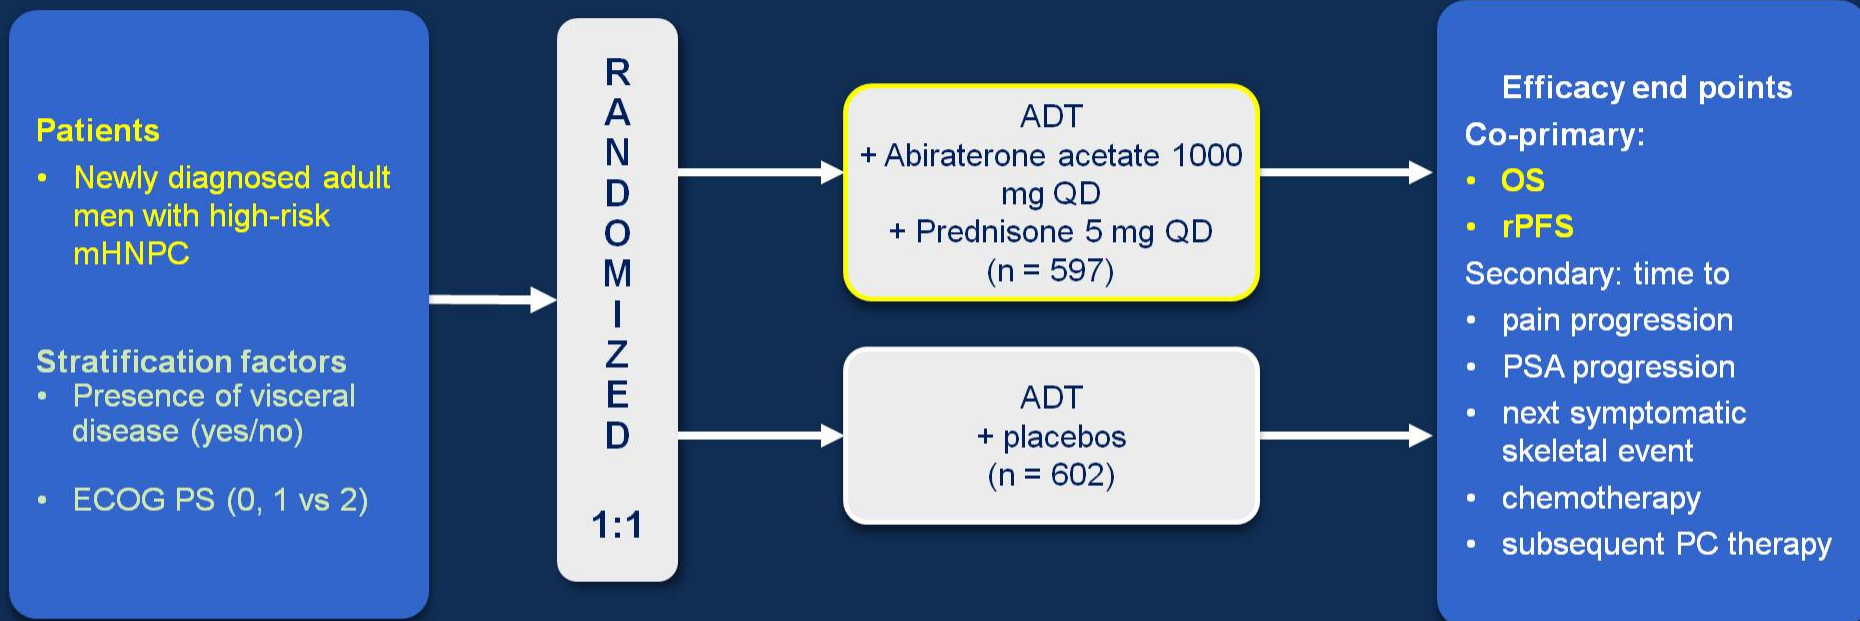 Patients
• Newly diagnosed adult
men with high-risk
mHNPC
Stratification factors
• Presence of visceral
disease (yes/no)
• ECOG PS (0, 1 vs 2)
R
A
N
D
O
M
I
Z
E
D
1:1
ADT
+ Abiraterone acetate 1000
mg QD
+ Prednisone 5 mg QD
(n = 597)
ADT
+ placebos
(n = 602)
Efficacy end points
Co-primary:
• OS
• rPFS
Secondary: time to
• pain progression
• PSA progression
• next symptomatic
skeletal event
• chemotherapy
• subsequent PC therapy